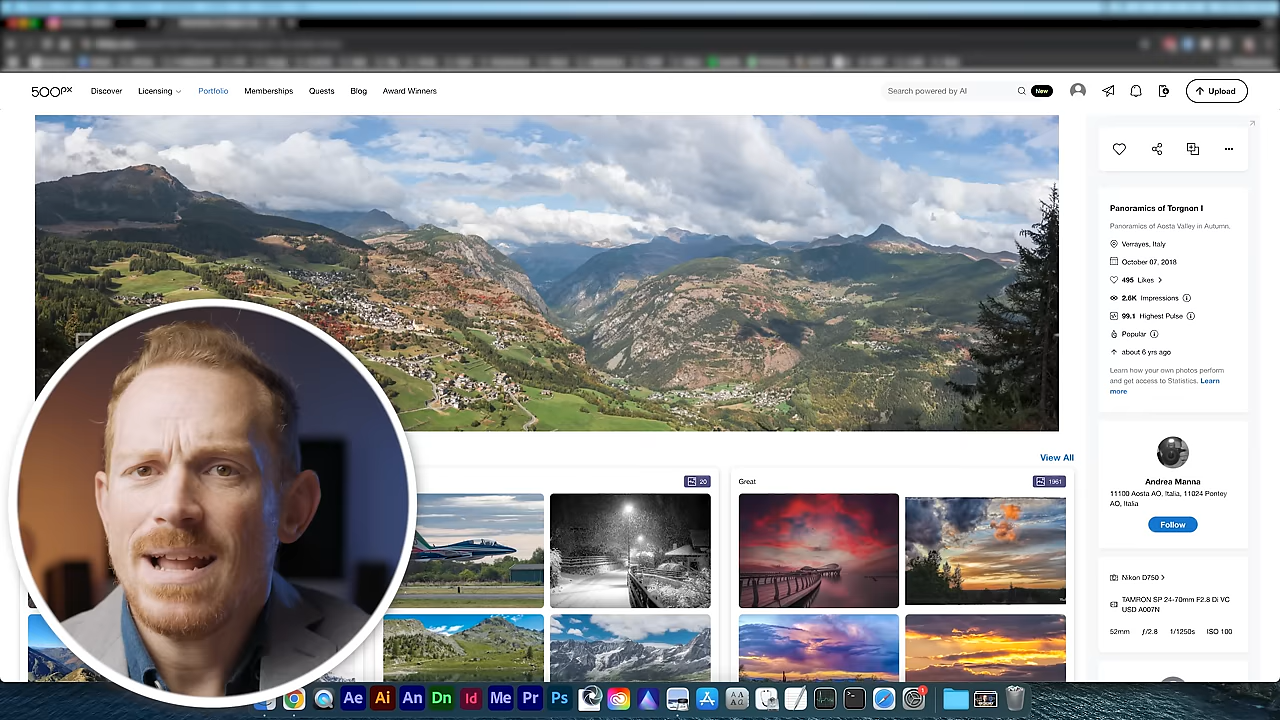 500px
Discover
Licensing
Portfolio
Memberships
Quests
Blog
Award Winners
Search powered by AI
New
Upload
Panoramics of Torgnon I
Panoramics of Aosta Valley in Autumn,
Verrayes, Italy
October 07, 2018
495 Likes
2.6K Impressions
99.1 Highest Pulse
Popular
about 6 yrs ago
Learn how your own photos perform
and get access to Statistics. Learn
more
View All
20
Great
1961
Andrea Manna
11100 Aosta AO, Italia, 11024 Pontey
AO, Italia
Follow
Nikon D750
TAMRON SP 24-70mm F2.8 Di VC
USD A007N
52mm
ƒ/2.8
1/1250s
ISO 100
Ae
Ai
An
Dn
Id
Me
Pr
Ps
1